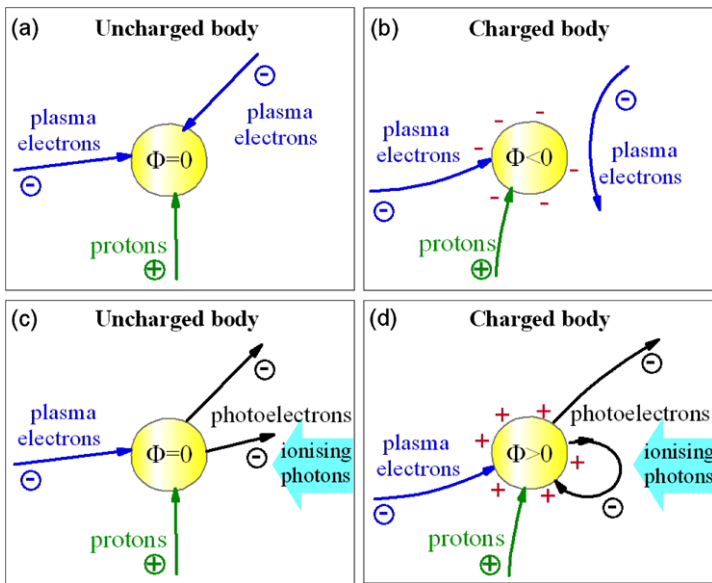 (a) Uncharged body
plasma
electrons
plasma
electrons
Φ=0
protons
(b) Charged body
plasma
electrons
plasma
electrons
Φ<0
protons
(c) Uncharged body
plasma
electrons
photoelectrons
Φ=0
ionising
photons
protons
(d) Charged body
plasma
electrons
photoelectrons
Φ>0
ionising
photons
protons